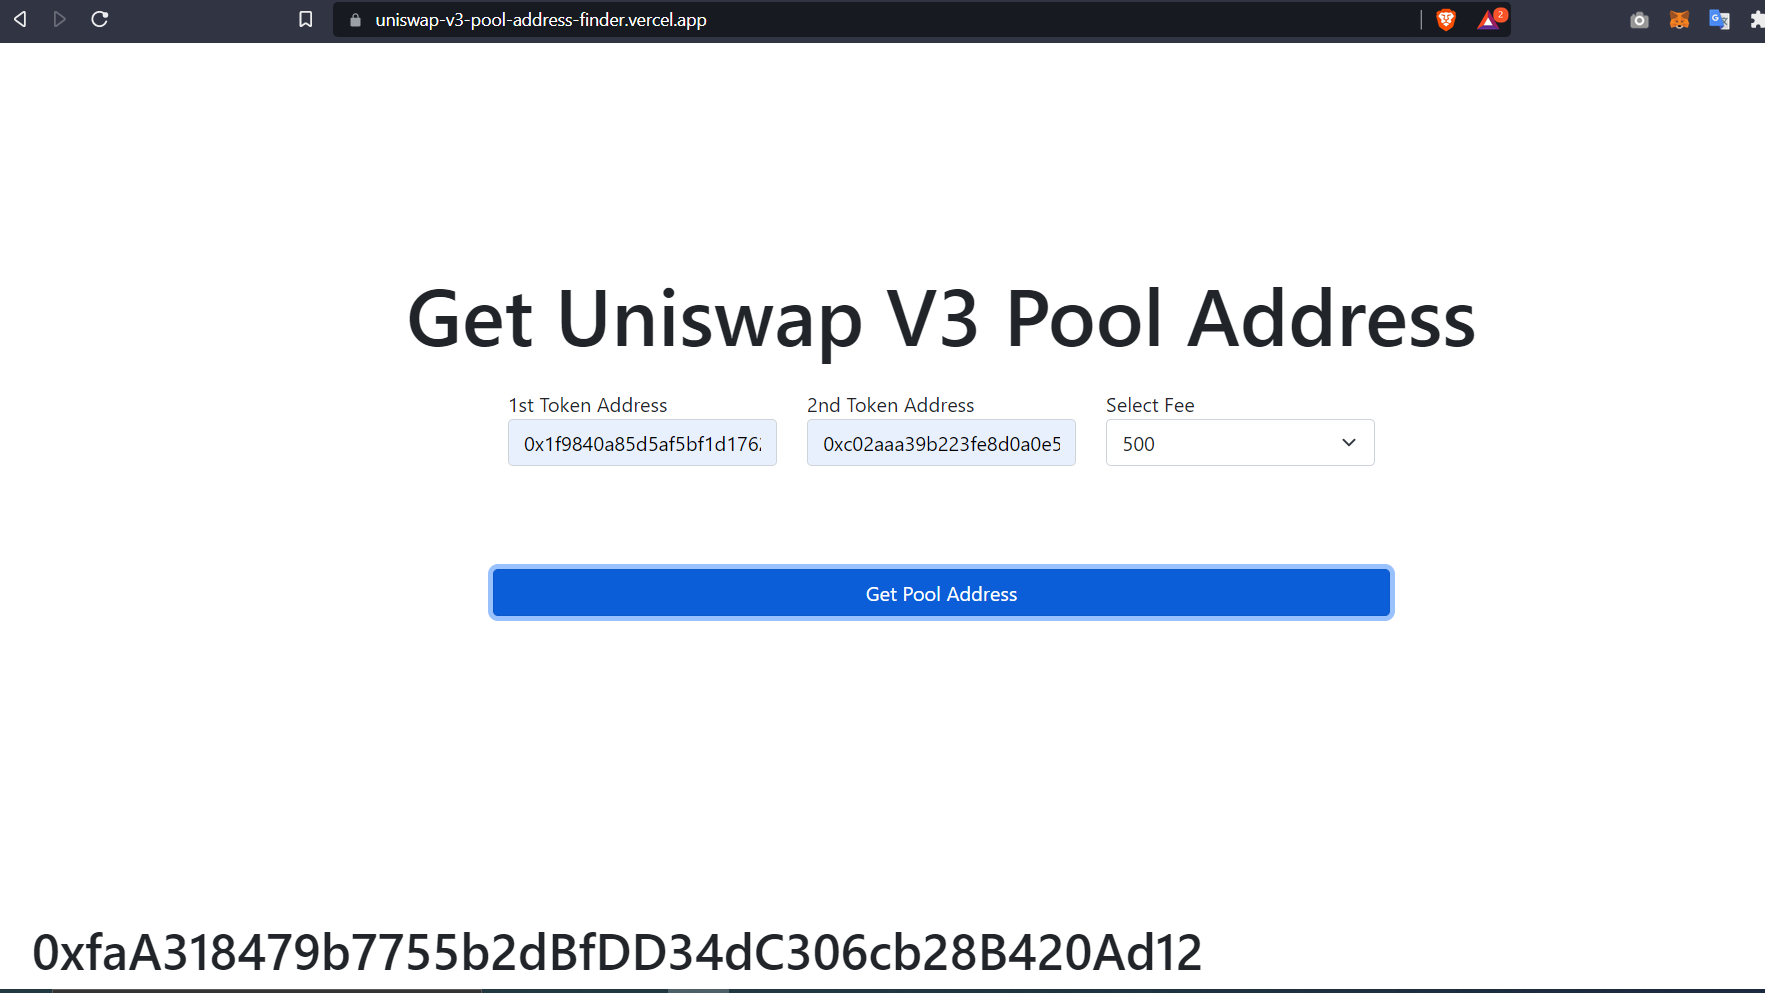 uniswap-v3-pool-address-finder.vercel.app
2
Get Uniswap V3 Pool Address
1st Token Address
2nd Token Address
Select Fee
0x1f9840a85d5af5bf1d176
0xc02aaa39b223fe8d0a0e5
500
Get Pool Address
0xfaA318479b7755b2dBfDD34dC306cb28B420Ad12